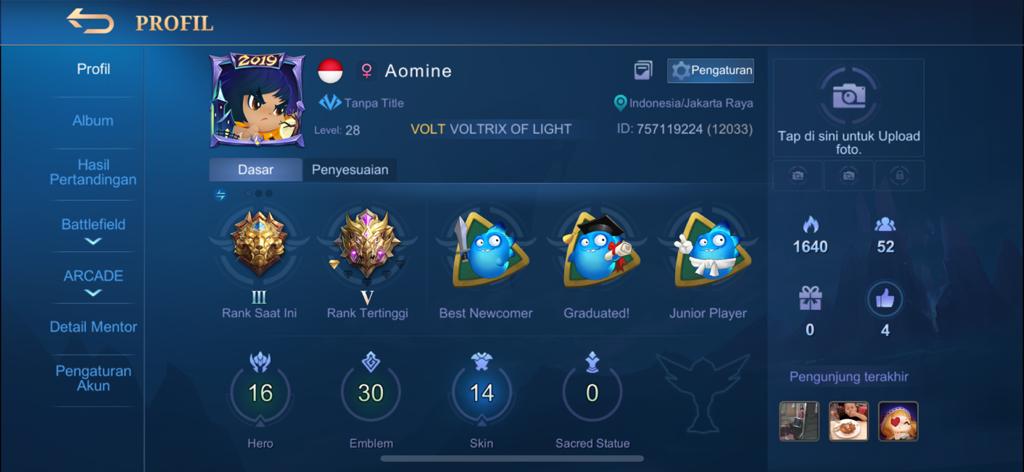 PROFIL
Profil
Album
Hasil
Pertandingan
Battlefield
ARCADE
Detail Mentor
Pengaturan
Akun
2019
Aomine
Pengaturan
Tanpa Title
Indonesia/Jakarta Raya
Level: 28
VOLT VOLTRIX OF LIGHT
ID: 757119224 (12033)
Dasar
Penyesuaian
III
Rank Saat Ini
V
Rank Tertinggi
Best Newcomer
Graduated!
Junior Player
16
Hero
30
Emblem
14
Skin
0
Sacred Statue
Tap di sini untuk Upload
foto.
1640
52
0
4
Pengunjung terakhir